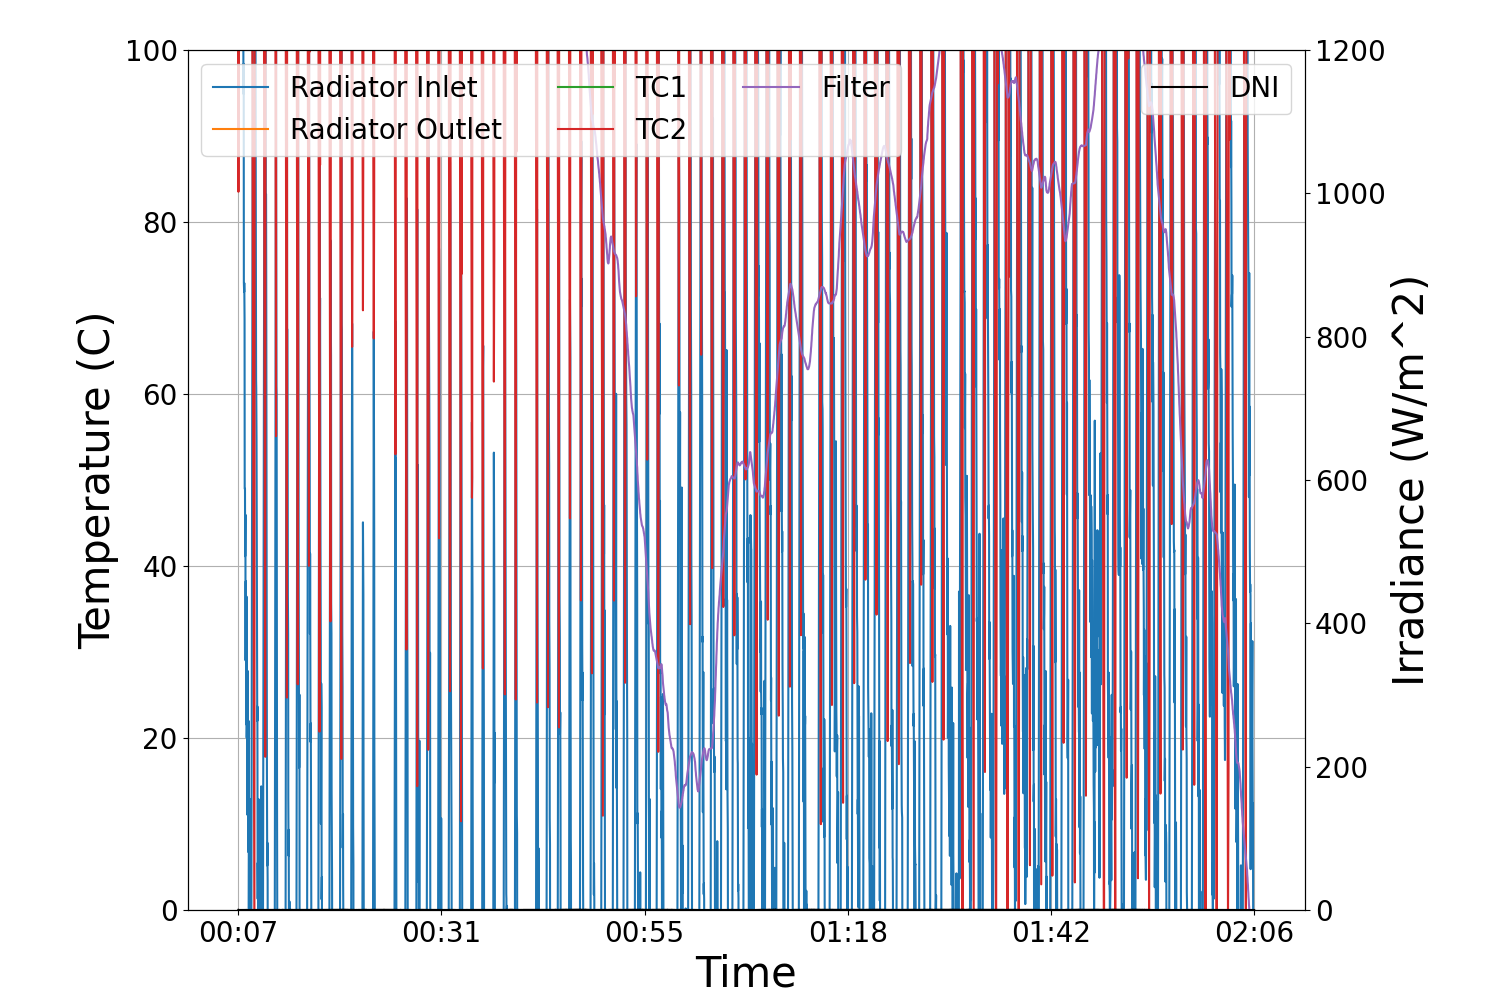 100
80
60
40
20
0
Temperature (C)
Radiator Inlet
Radiator Outlet
TC1
TC2
Filter
DNI
1200
1000
800
600
400
200
0
Irradiance (W/m^2)
00:07
00:31
00:55
01:18
01:42
02:06
Time